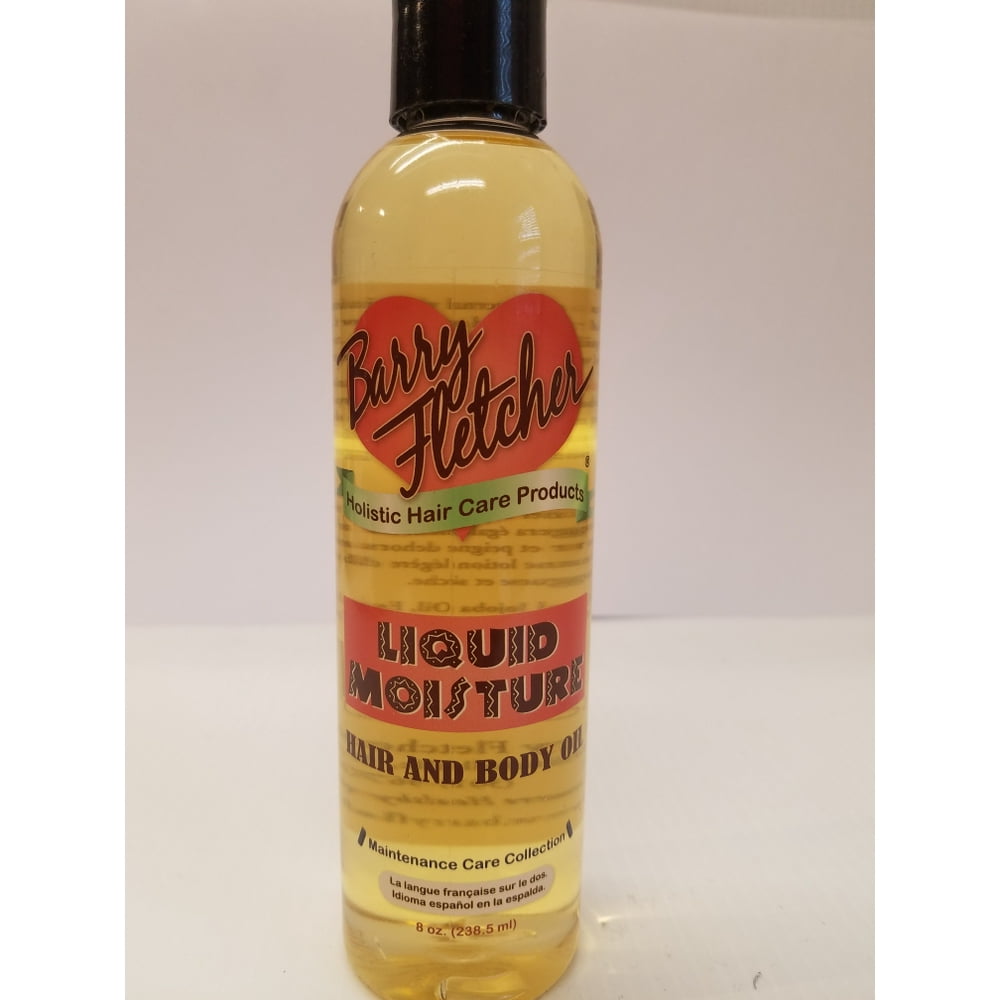 Barry
Fletcher
®
Holistic Hair Care Products
LIQUID
MOISTURE
HAIR AND BODY OIL
Maintenance Care Collection
La langue française sur le dos.
Idioma español en la espalda.
8 oz. (238.5 ml)